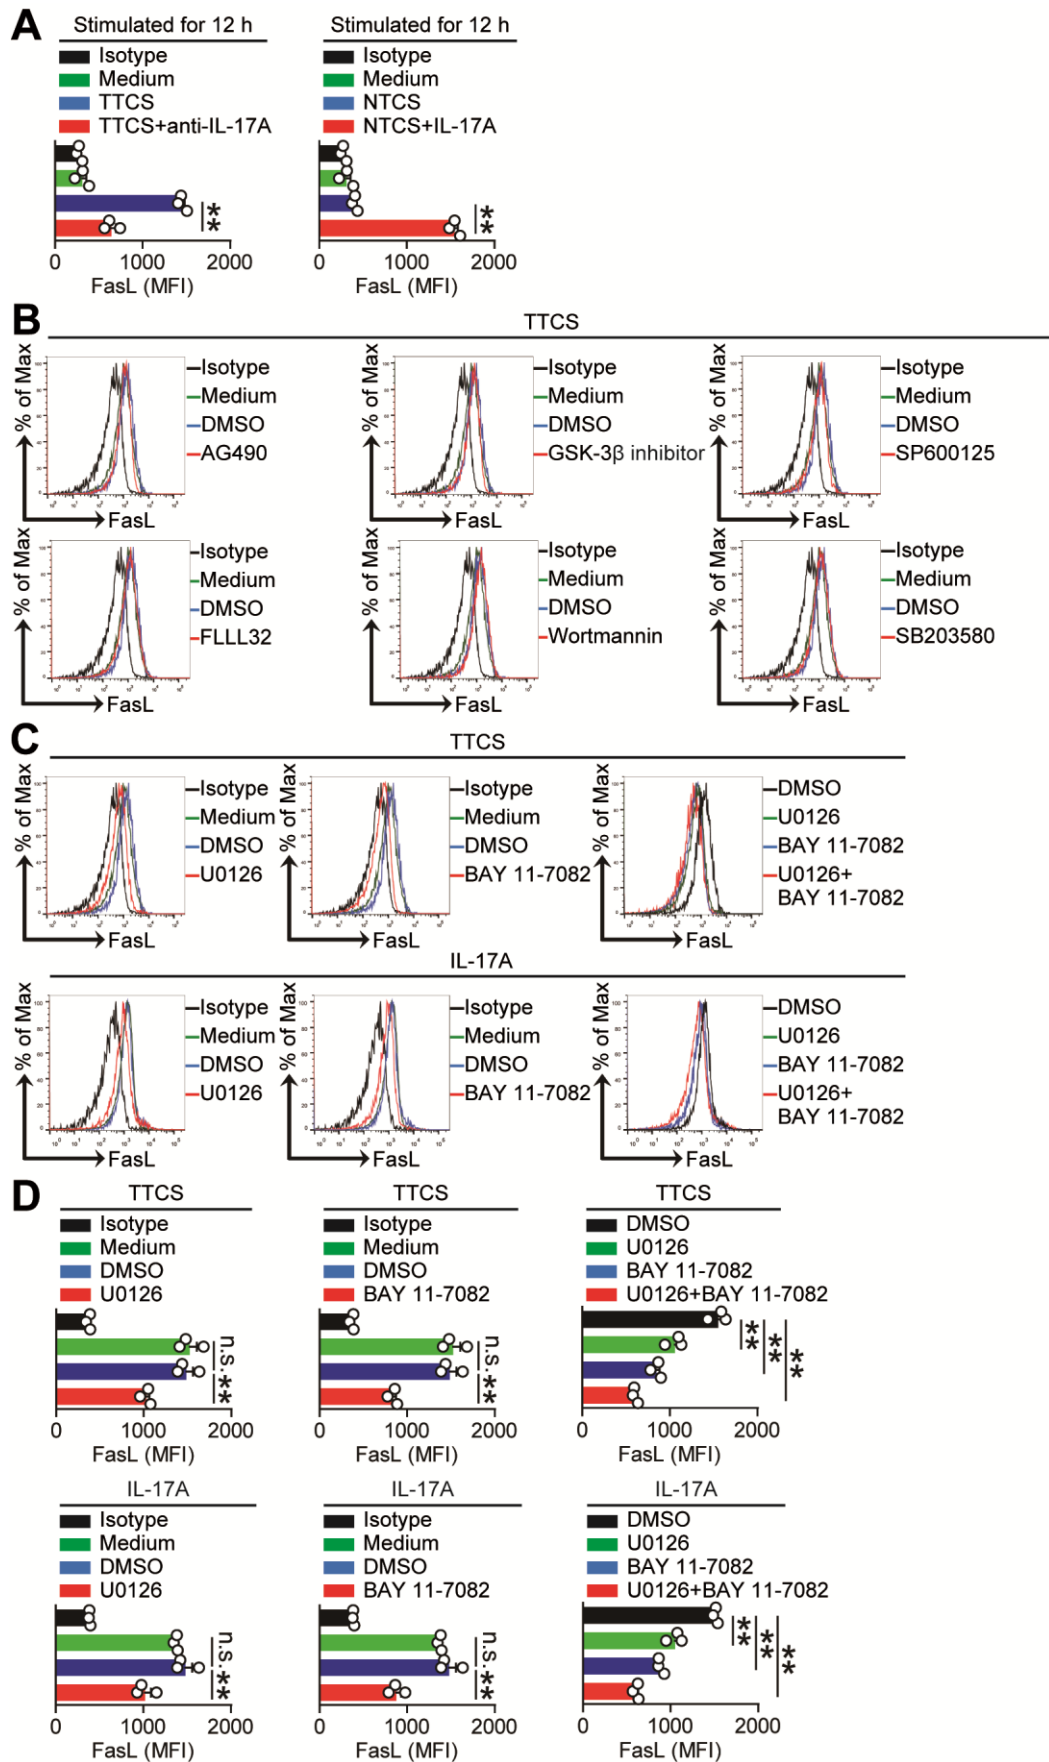 A
Stimulated for 12 h
Isotype
Medium
TTCS
TTCS+anti-IL-17A
**
0 1000 2000
FasL (MFI)
Stimulated for 12 h
Isotype
Medium
NTCS
NTCS+IL-17A
**
0 1000 2000
FasL (MFI)
B
TTCS
% of Max
Isotype
Medium
DMSO
AG490
FasL
% of Max
Isotype
Medium
DMSO
GSK-3β inhibitor
FasL
% of Max
Isotype
Medium
DMSO
SP600125
FasL
% of Max
Isotype
Medium
DMSO
FLLL32
FasL
% of Max
Isotype
Medium
DMSO
Wortmannin
FasL
% of Max
Isotype
Medium
DMSO
SB203580
FasL
C
TTCS
% of Max
Isotype
Medium
DMSO
U0126
FasL
% of Max
Isotype
Medium
DMSO
BAY 11-7082
FasL
% of Max
DMSO
U0126
BAY 11-7082
U0126+
BAY 11-7082
FasL
IL-17A
% of Max
Isotype
Medium
DMSO
U0126
FasL
% of Max
Isotype
Medium
DMSO
BAY 11-7082
FasL
% of Max
DMSO
U0126
BAY 11-7082
U0126+
BAY 11-7082
FasL
D
TTCS
Isotype
Medium
DMSO
U0126
n.s.
**
0 1000 2000
FasL (MFI)
TTCS
Isotype
Medium
DMSO
BAY 11-7082
n.s.
**
0 1000 2000
FasL (MFI)
TTCS
DMSO
U0126
BAY 11-7082
U0126+BAY 11-7082
**
**
**
0 1000 2000
FasL (MFI)
IL-17A
Isotype
Medium
DMSO
U0126
n.s.
**
0 1000 2000
FasL (MFI)
IL-17A
Isotype
Medium
DMSO
BAY 11-7082
n.s.
**
0 1000 2000
FasL (MFI)
IL-17A
DMSO
U0126
BAY 11-7082
U0126+BAY 11-7082
**
**
**
0 1000 2000
FasL (MFI)